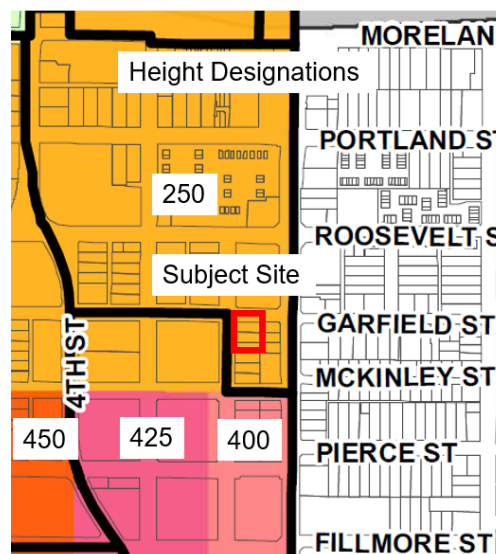 MORELAN
Height Designations
PORTLAND ST
250
ROOSEVELT S
Subject Site
GARFIELD ST
4TH ST
MCKINLEY ST
450
425
400
PIERCE ST
FILLMORE ST